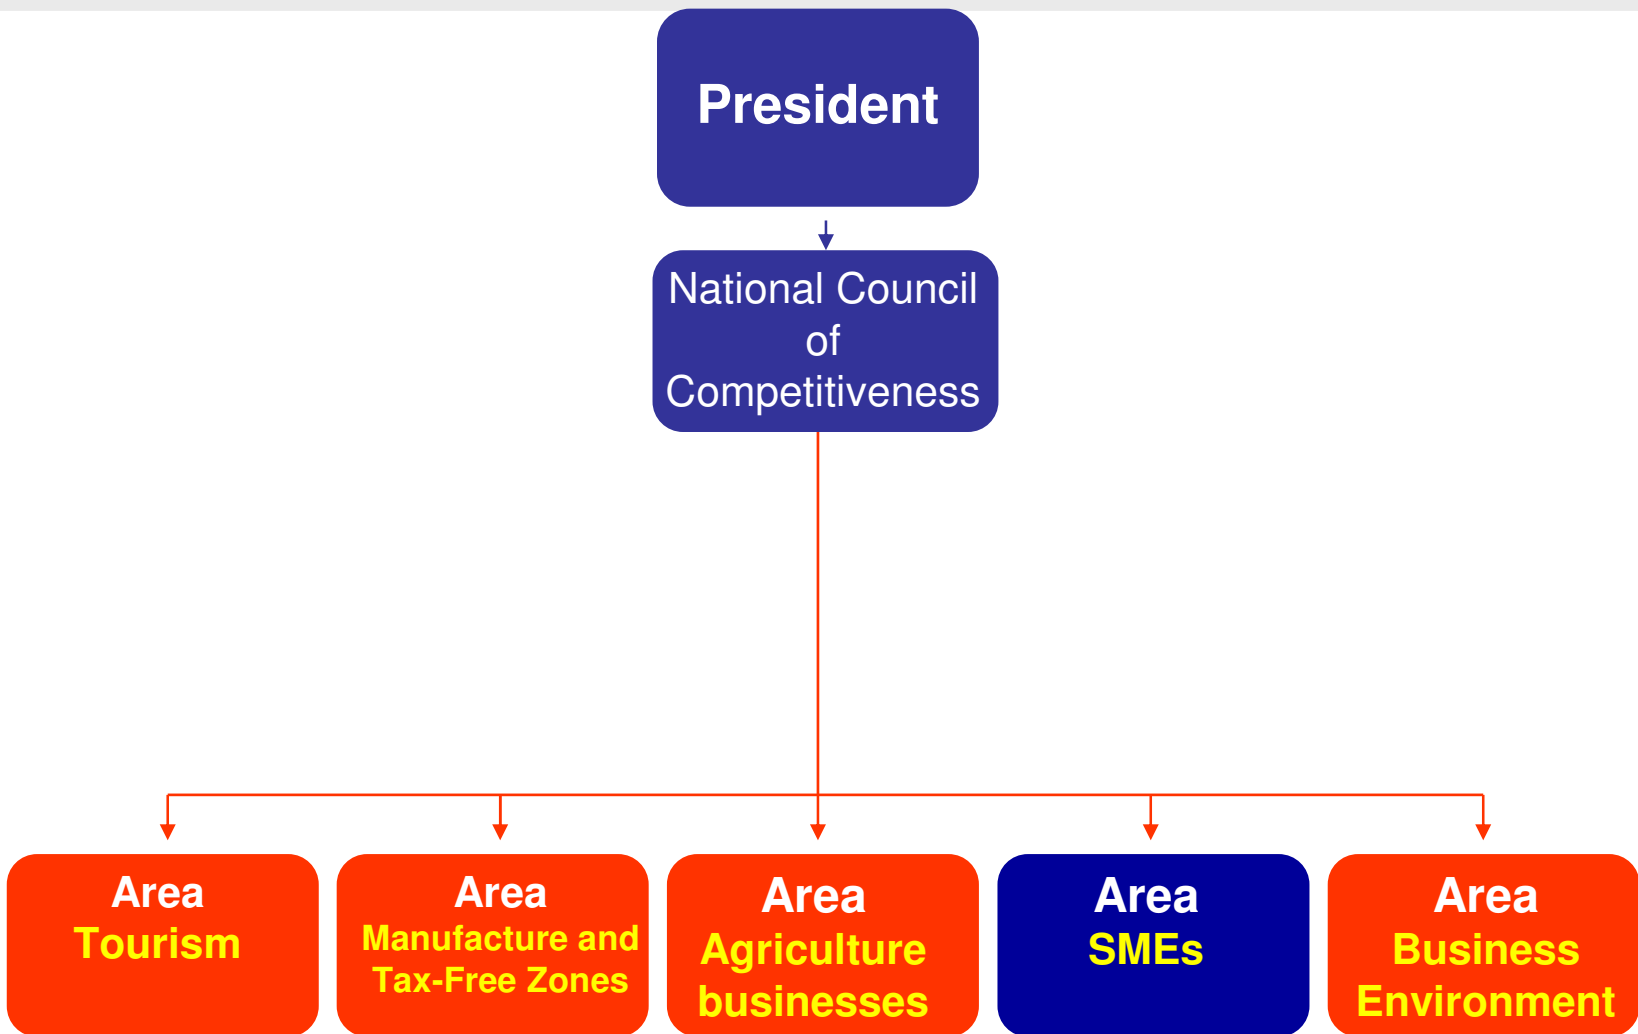 President
National Council
of
Competitiveness
Area
Tourism
Area
Manufacture and
Tax-Free Zones
Area
Agriculture
businesses
Area
SMEs
Area
Business
Environment